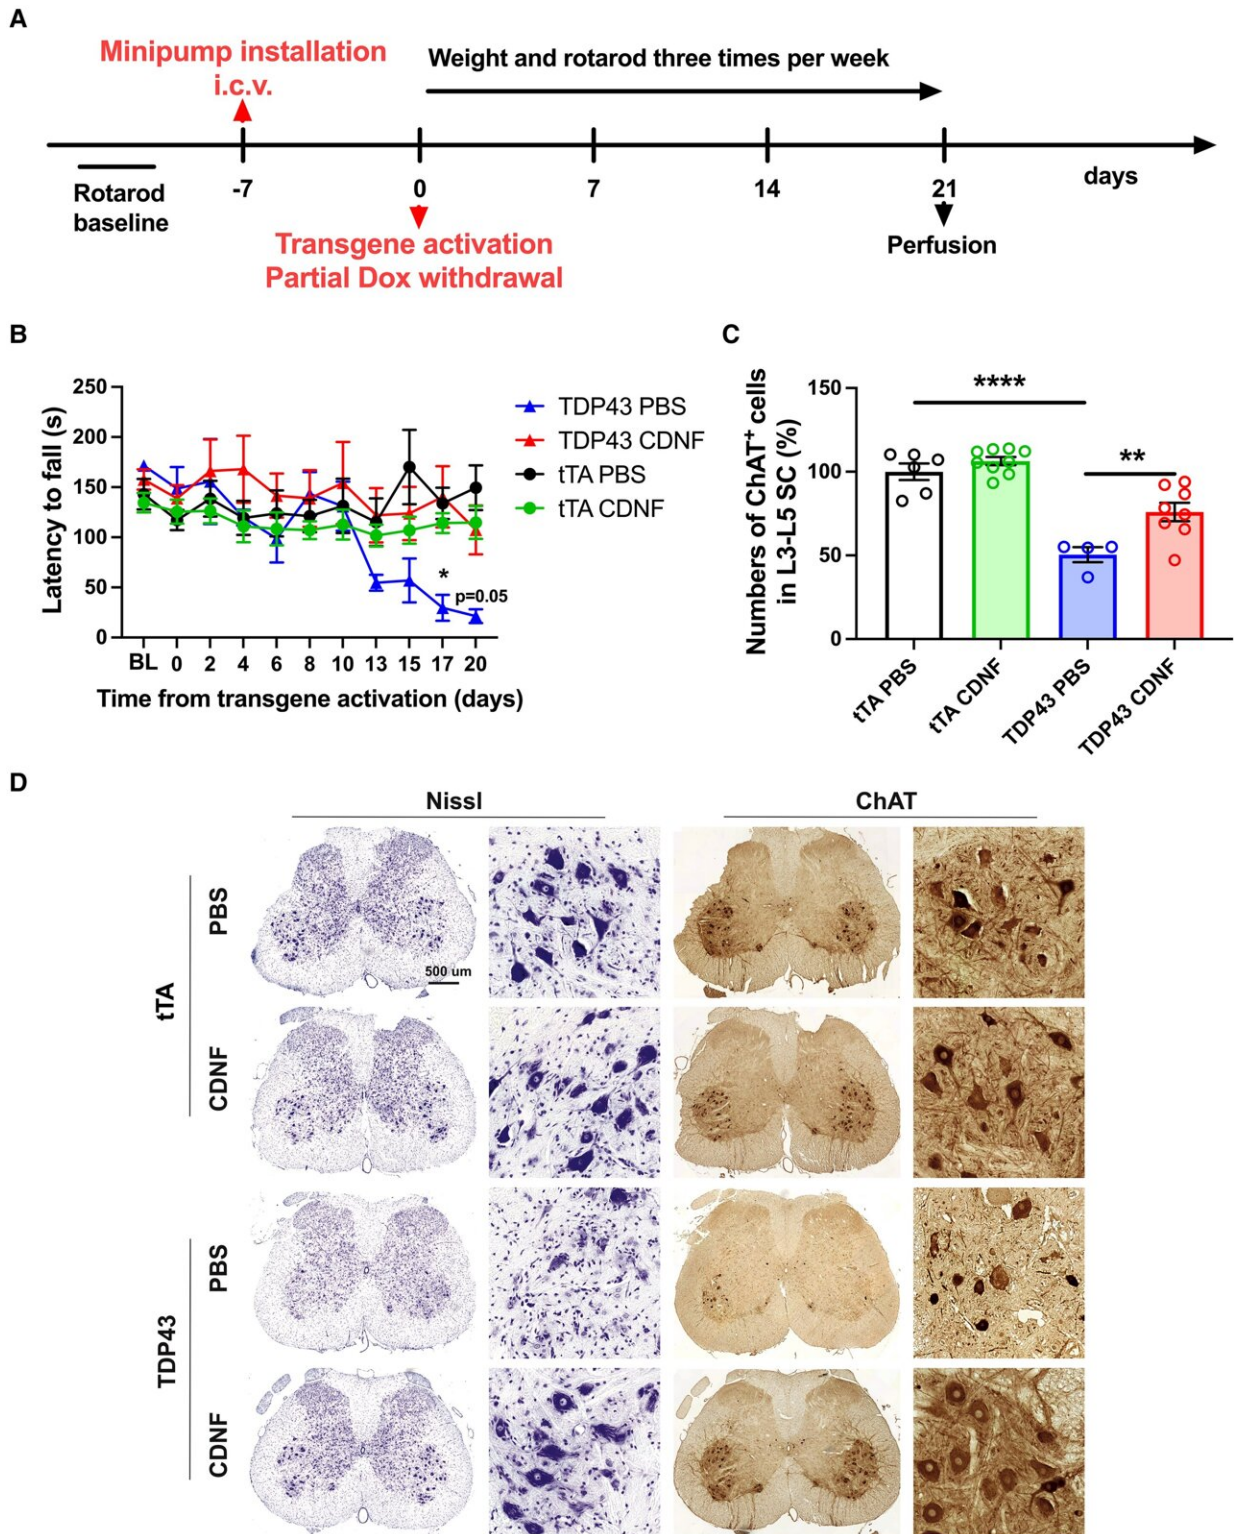 A
Minipump installation
i.c.v.
Weight and rotarod three times per week
Rotarod
baseline
-7
0
7
14
21
days
Transgene activation
Partial Dox withdrawal
Perfusion
B
Latency to fall (s)
250
200
150
100
50
0
*
p=0.05
BL 0 2 4 6 8 10 13 15 17 20
Time from transgene activation (days)
TDP43 PBS
TDP43 CDNF
tTA PBS
tTA CDNF
C
Numbers of ChAT+ cells
in L3-L5 SC (%)
150
100
50
0
****
**
tTA PBS
tTA CDNF
TDP43 PBS
TDP43 CDNF
D
Nissl
ChAT
tTA
PBS
500 um
CDNF
TDP43
PBS
CDNF